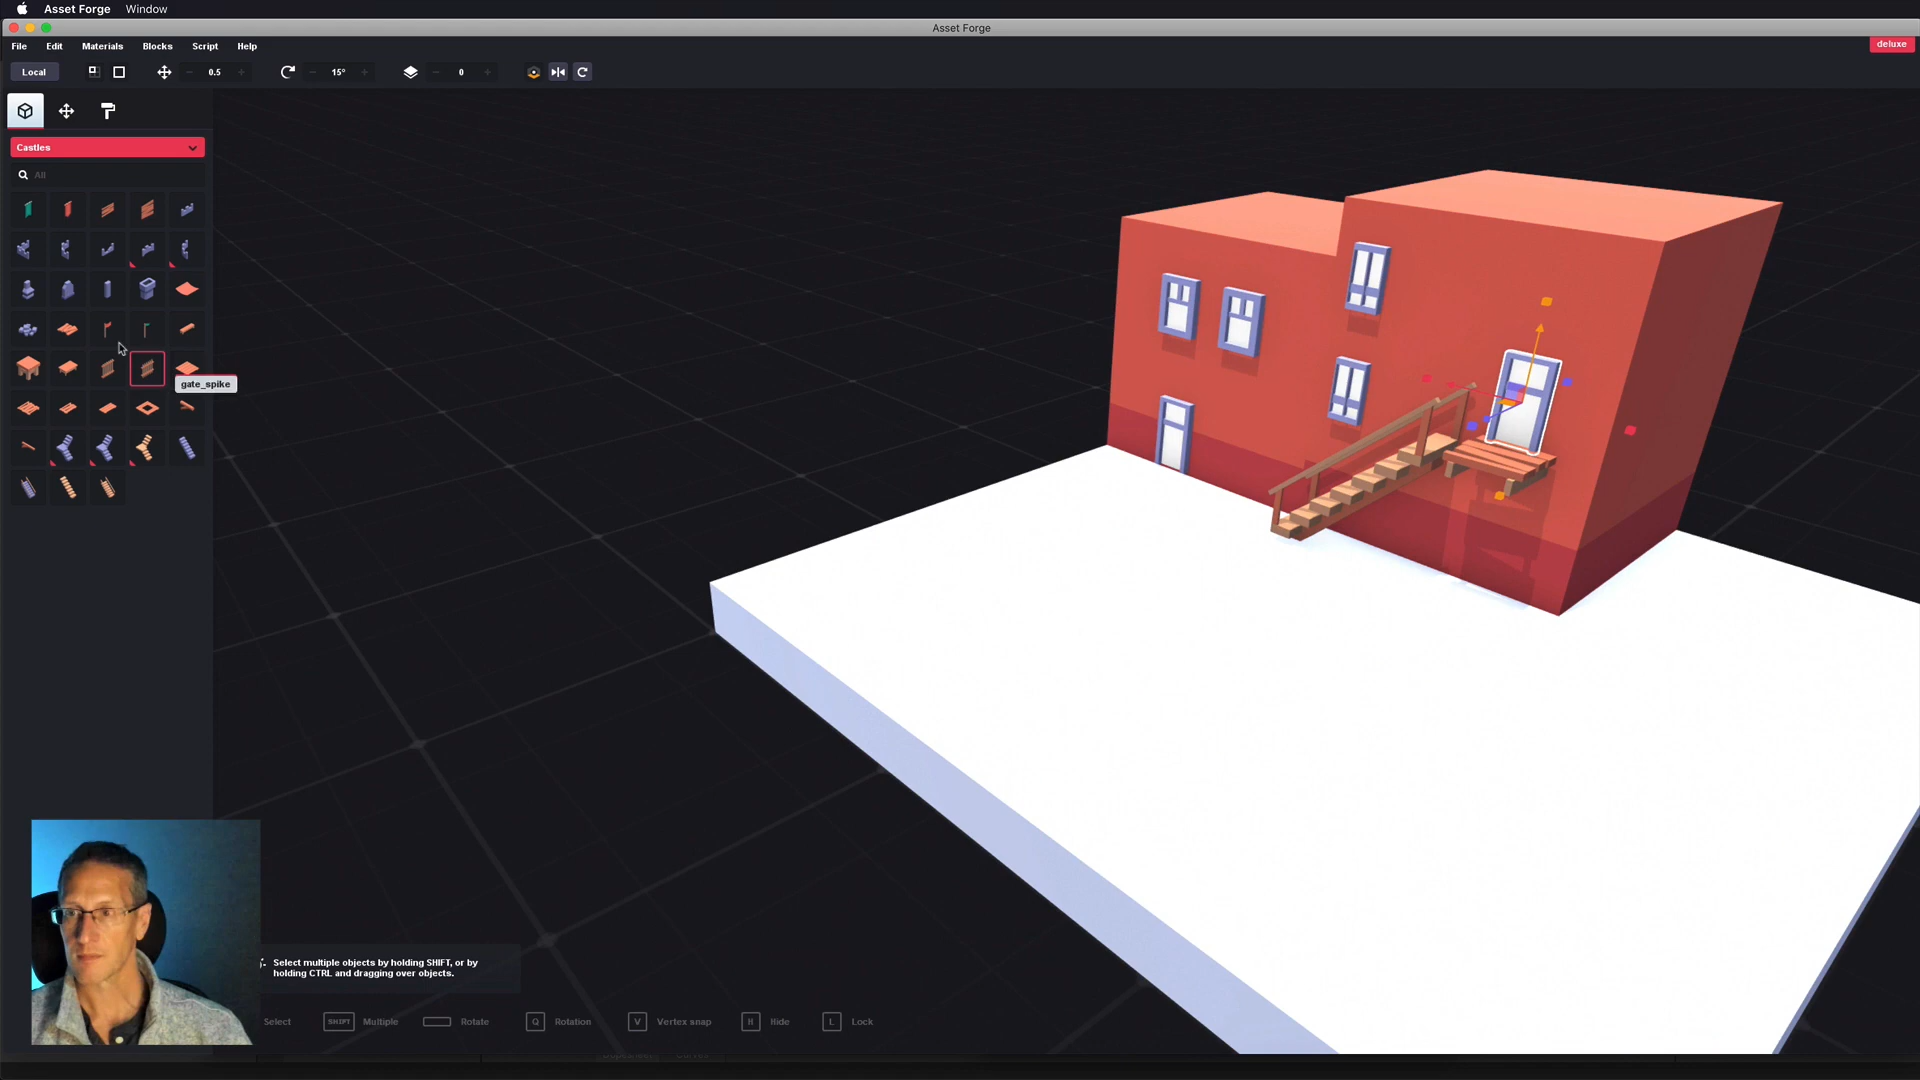 Asset Forge Window
Asset Forge
File Edit Materials Blocks Script Help
deluxe
Local 0.5 15° 0
Castles
All
gate_spike
Select multiple objects by holding SHIFT, or by
holding CTRL and dragging over objects.
Select SHIFT Multiple Rotate Q Rotation V Vertex snap H Hide L Lock